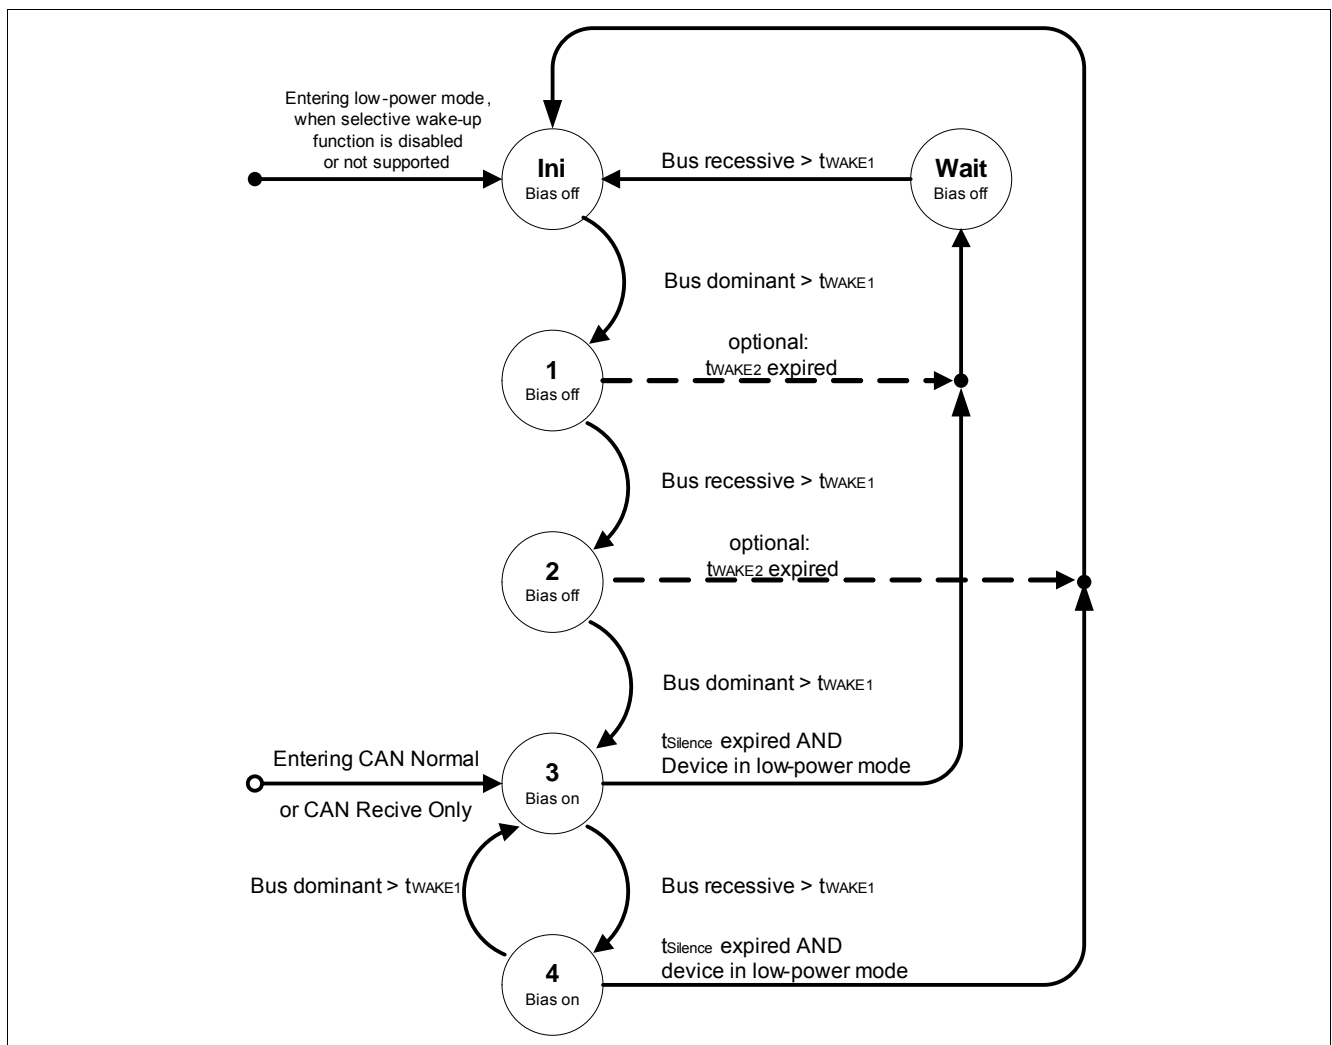 Entering low-power mode,
when selective wake-up
function is disabled
or not supported
Ini
Bias off
Bus recessive > tWAKE1
Wait
Bias off
Bus dominant > tWAKE1
optional:
tWAKE2 expired
1
Bias off
Bus recessive > tWAKE1
optional:
tWAKE2 expired
2
Bias off
Bus dominant > tWAKE1
tSilence expired AND
Device in low-power mode
Entering CAN Normal
or CAN Recive Only
3
Bias on
Bus dominant > tWAKE1
Bus recessive > tWAKE1
tSilence expired AND
device in low-power mode
4
Bias on